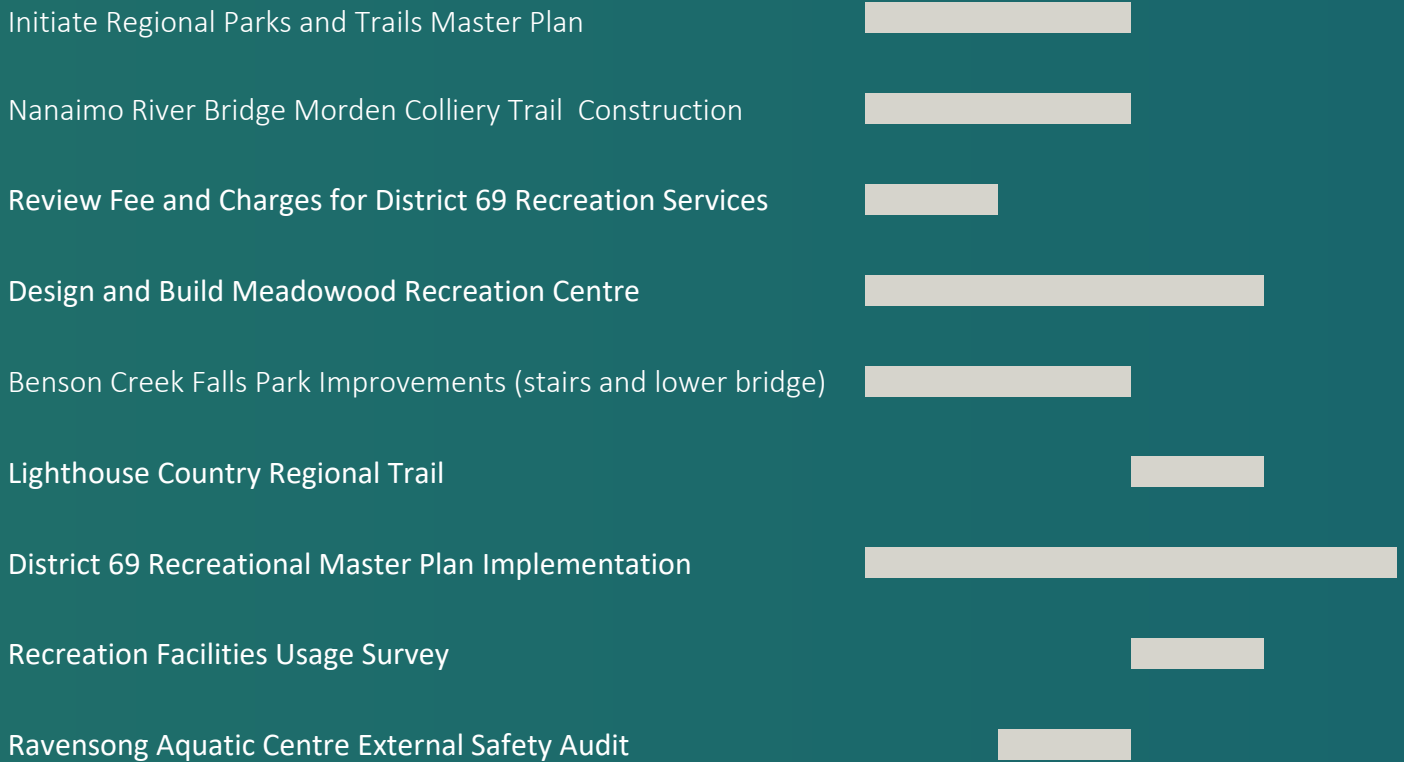 Initiate Regional Parks and Trails Master Plan
Nanaimo River Bridge Morden Colliery Trail  Construction
Review Fee and Charges for District 69 Recreation Services
Design and Build Meadowood Recreation Centre
Benson Creek Falls Park Improvements (stairs and lower bridge)
Lighthouse Country Regional Trail
District 69 Recreational Master Plan Implementation
Recreation Facilities Usage Survey
Ravensong Aquatic Centre External Safety Audit